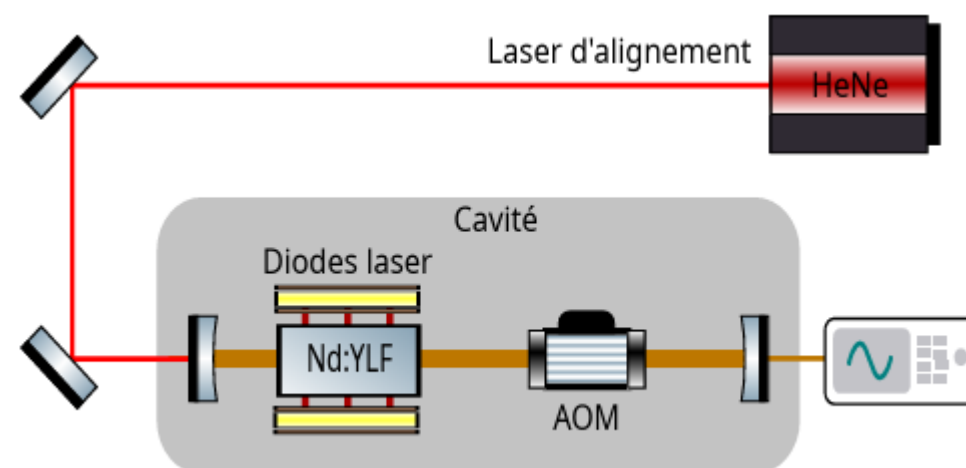 Laser d'alignement
HeNe
Cavité
Diodes laser
Nd:YLF
AOM